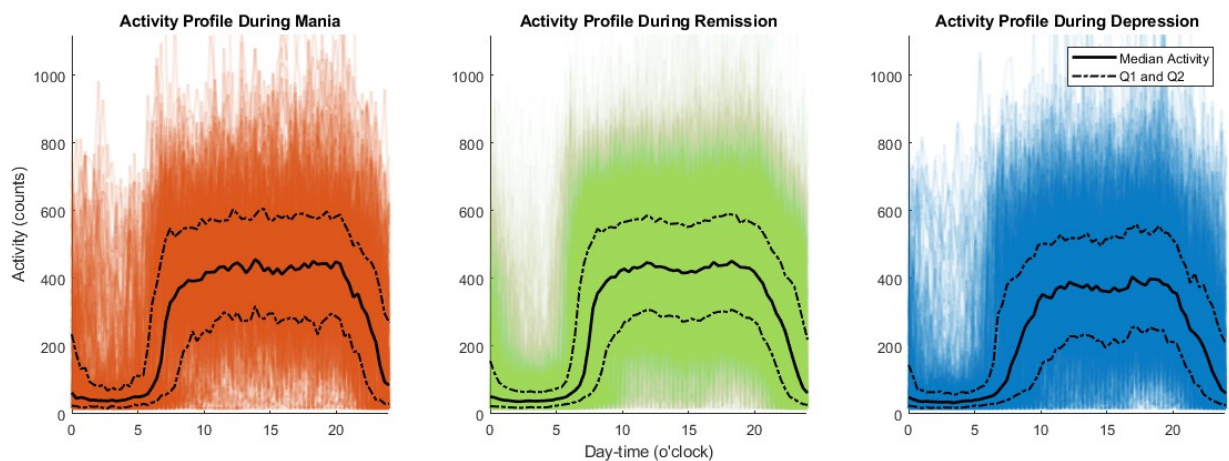 Activity Profile During Mania
Activity Profile During Remission
Activity Profile During Depression
Median Activity
Q1 and Q2
Activity (counts)
1000
800
600
400
200
0
0 5 10 15 20
1000
800
600
400
200
0
0 5 10 15 20
1000
800
600
400
200
0
0 5 10 15 20
Day-time (o'clock)